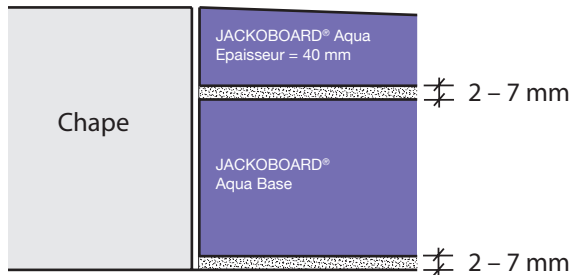 JACKOBOARD® Aqua
Epaisseur = 40 mm
2 – 7 mm
Chape
JACKOBOARD®
Aqua Base
2 – 7 mm